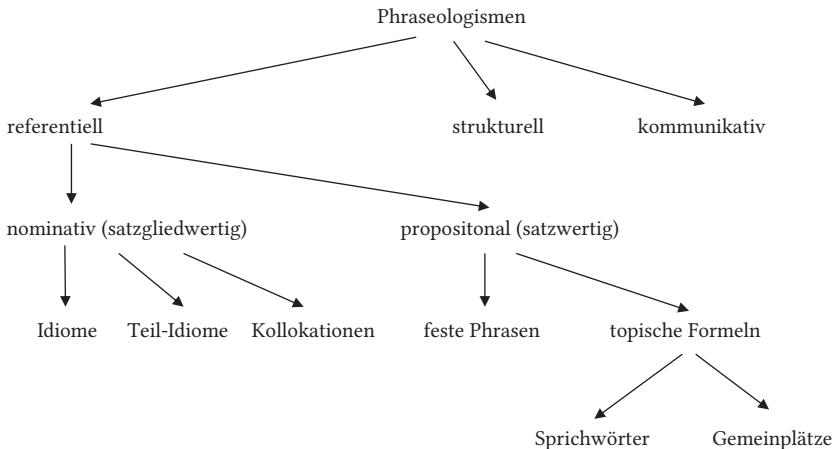 Phraseologismen
referentiell strukturell kommunikativ
nominativ (satzgliedwertig) propositonal (satzwertig)
Idiome Teil-Idiome Kollokationen feste Phrasen topische Formeln
Sprichwörter Gemeinplätze